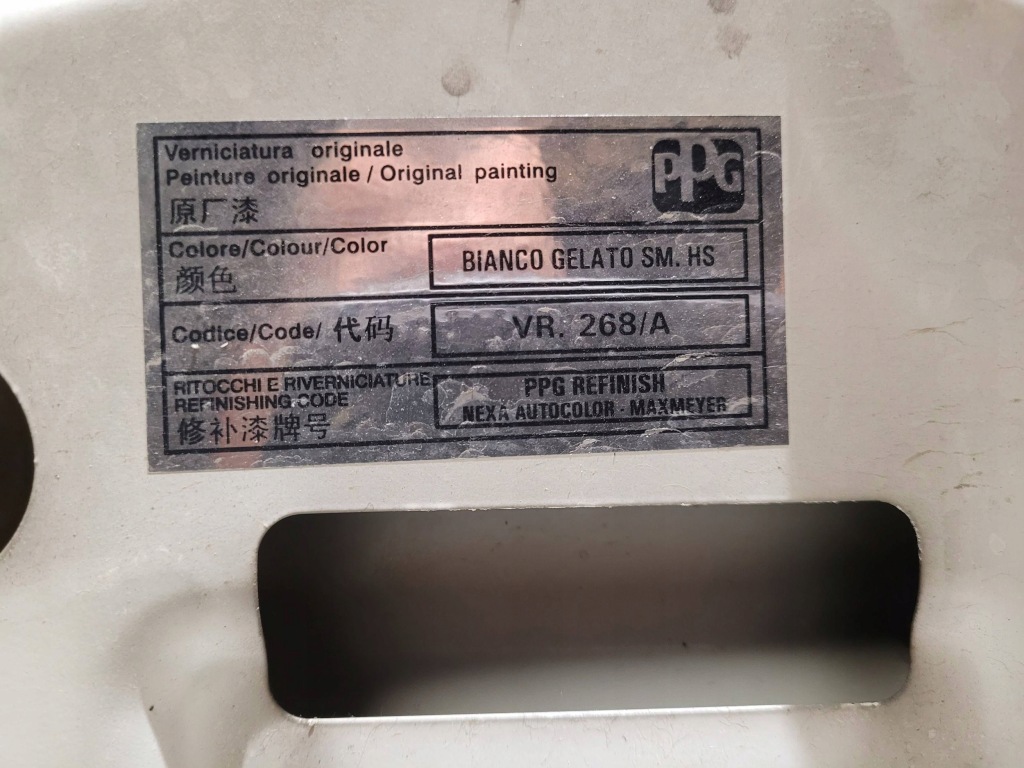 Verniciatura originale
Peinture originale / Original painting
原厂漆
PPG
Colore/Colour/Color
颜色
BIANCO GELATO SM. HS
Codice/Code/ 代码
VR. 268/A
RITOCCHI E RIVERNICIATURE
REFINISHING CODE
修补漆牌号
PPG REFINISH
NEXA AUTOCOLOR - MAXMEYER